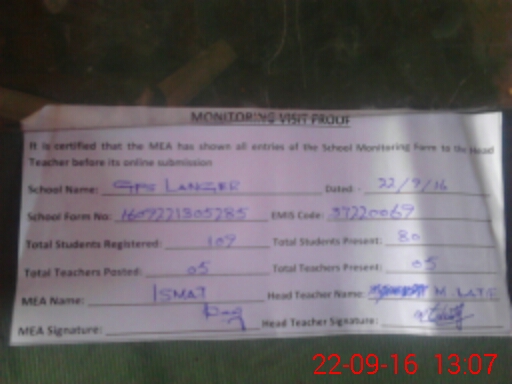 MONITORING VISIT PROOF
It is certified that the MEA has shown all entries of the School Monitoring Form to the Head
Teacher before its online submission
School Name: GPS LANGER Dated: 22/9/16
School Form No: 1609221305285 EMIS Code: 37220069
Total Students Registered: 109 Total Students Present: 80
Total Teachers Posted: 05 Total Teachers Present: 05
MEA Name: ISMAT Head Teacher Name: M. LATIF
MEA Signature: Head Teacher Signature:
22-09-16 13:07